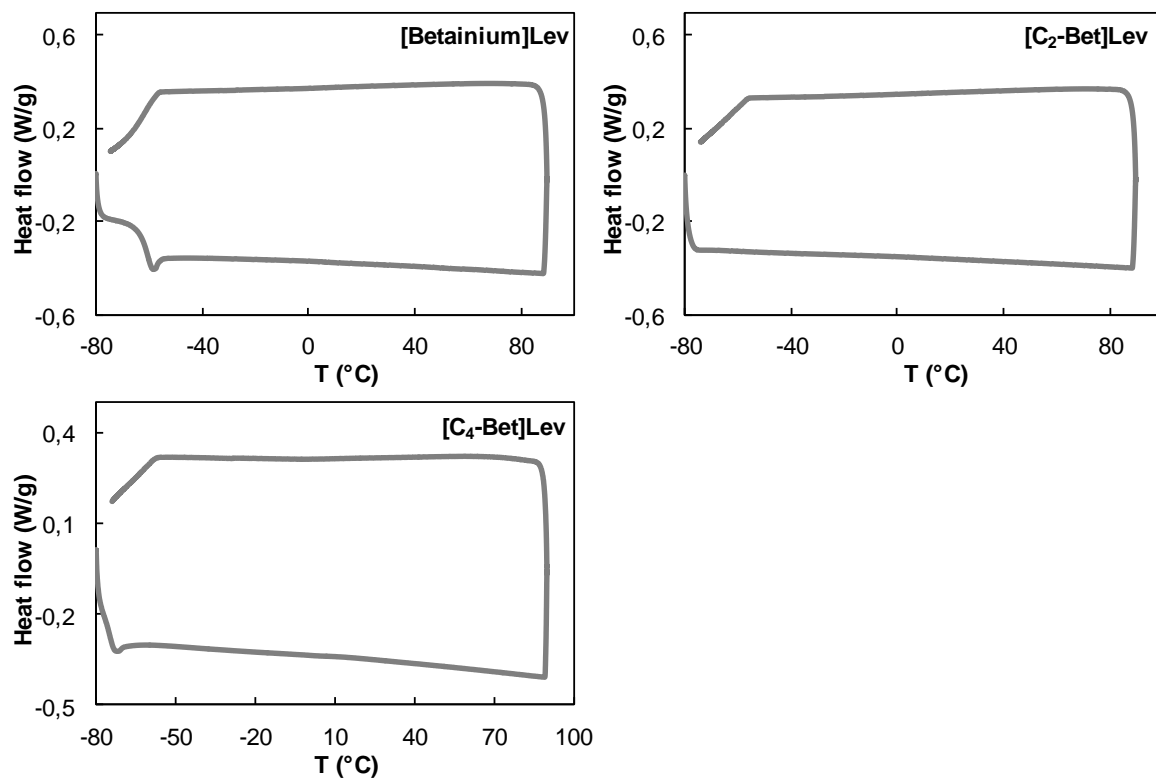 [Betainium]Lev
Heat flow (W/g)
0,6
0,2
-0,2
-0,6
-80 -40 0 40 80
T (°C)
[C₂-Bet]Lev
Heat flow (W/g)
0,6
0,2
-0,2
-0,6
-80 -40 0 40 80
T (°C)
[C₄-Bet]Lev
Heat flow (W/g)
0,4
0,1
-0,2
-0,5
-80 -50 -20 10 40 70 100
T (°C)